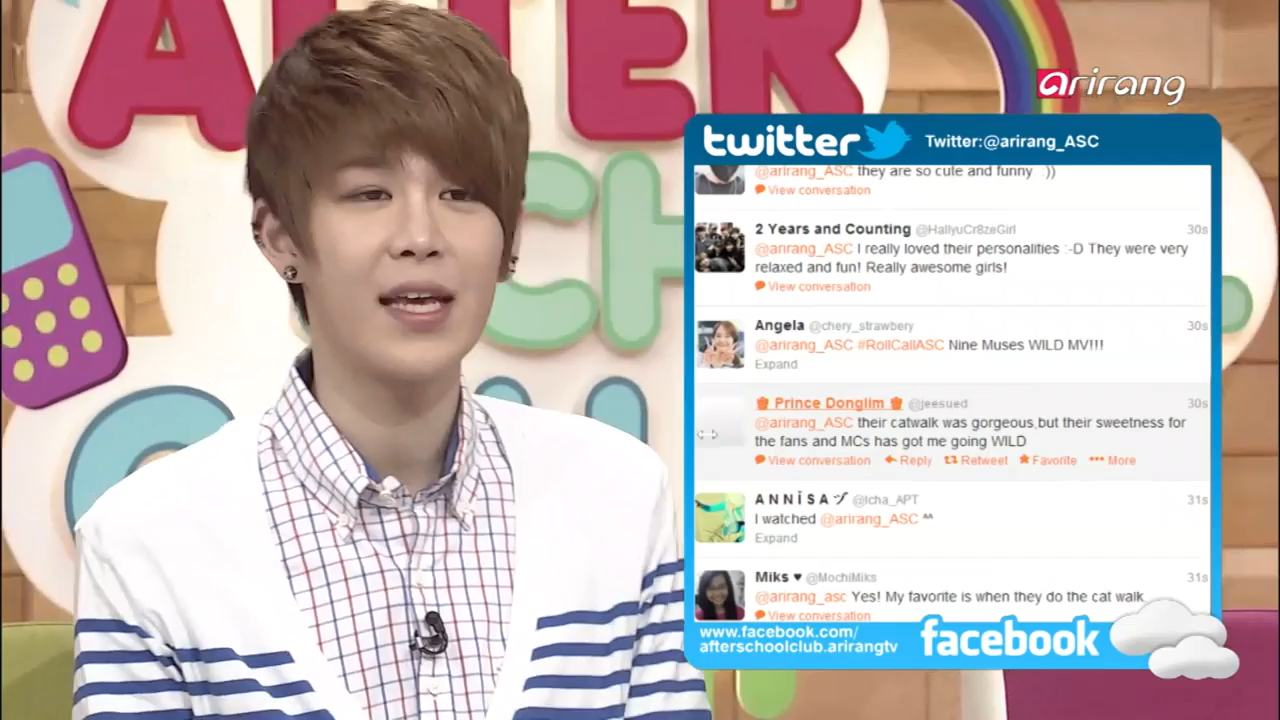 AFTER
SCH
arirang
twitter
Twitter:@arirang_ASC
@arirang_ASC they are so cute and funny :))
View conversation
2 Years and Counting @HallyuCr8zeGirl 30s
@arirang_ASC I really loved their personalities :-D They were very
relaxed and fun! Really awesome girls!
View conversation
Angela @chery_strawbery 30s
@arirang_ASC #RollCallASC Nine Muses WILD MV!!!
Expand
Prince Donglim @jeesued 30s
@arirang_ASC their catwalk was gorgeous,but their sweetness for
the fans and MCs has got me going WILD
View conversation Reply Retweet Favorite More
A N N Ï S A ヅ @Icha_APT 31s
I watched @arirang_ASC ^^
Expand
Miks ♥ @MochiMiks 31s
@arirang_asc Yes! My favorite is when they do the cat walk
View conversation
www.facebook.com/
afterschoolclub.arirangtv
facebook